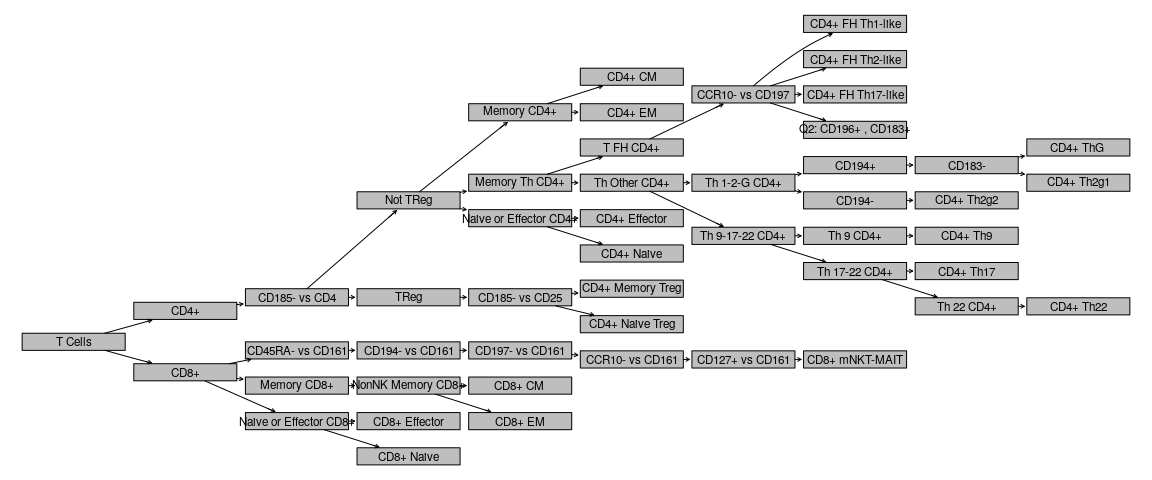 CD4+ FH Th1-like
CD4+ FH Th2-like
CD4+ CM
CCR10- vs CD197
CD4+ FH Th17-like
Memory CD4+
CD4+ EM
Q2: CD196+ , CD183+
T FH CD4+
CD4+ ThG
CD194+
CD183-
Memory Th CD4+
Th Other CD4+
Th 1-2-G CD4+
CD4+ Th2g1
Not TReg
CD194-
CD4+ Th2g2
Naive or Effector CD4+
CD4+ Effector
Th 9-17-22 CD4+
Th 9 CD4+
CD4+ Th9
CD4+ Naive
Th 17-22 CD4+
CD4+ Th17
CD4+ Memory Treg
CD185- vs CD4
TReg
CD185- vs CD25
Th 22 CD4+
CD4+ Th22
CD4+
CD4+ Naive Treg
T Cells
CD45RA- vs CD161
CD194- vs CD161
CD197- vs CD161
CCR10- vs CD161
CD127+ vs CD161
CD8+ mNKT-MAIT
CD8+
Memory CD8+
NonNK Memory CD8+
CD8+ CM
Naive or Effector CD8+
CD8+ Effector
CD8+ EM
CD8+ Naive